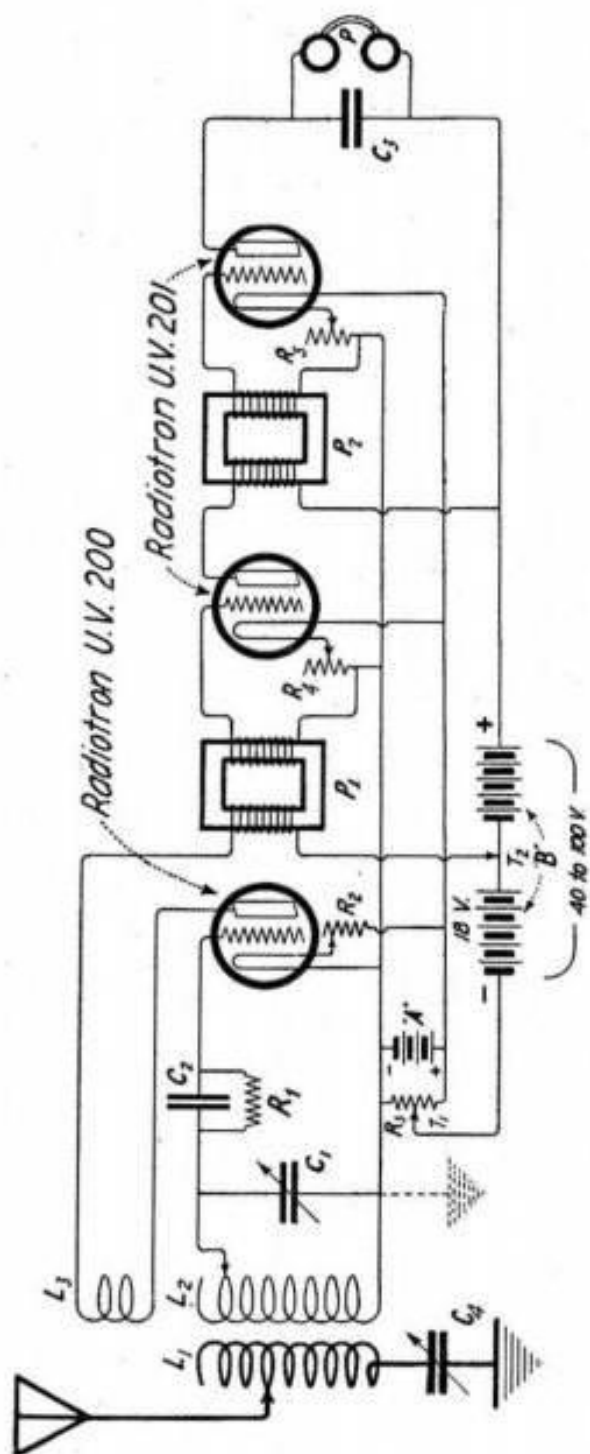 Radiotron U.V. 200
Radiotron U.V. 201
L3
L2
L1
C2
R1
C1
C4
R2
P1
R4
P2
R5
C3
P
R3
T1
- "A" +
18 V.
T2
- "B" +
40 to 100 V.